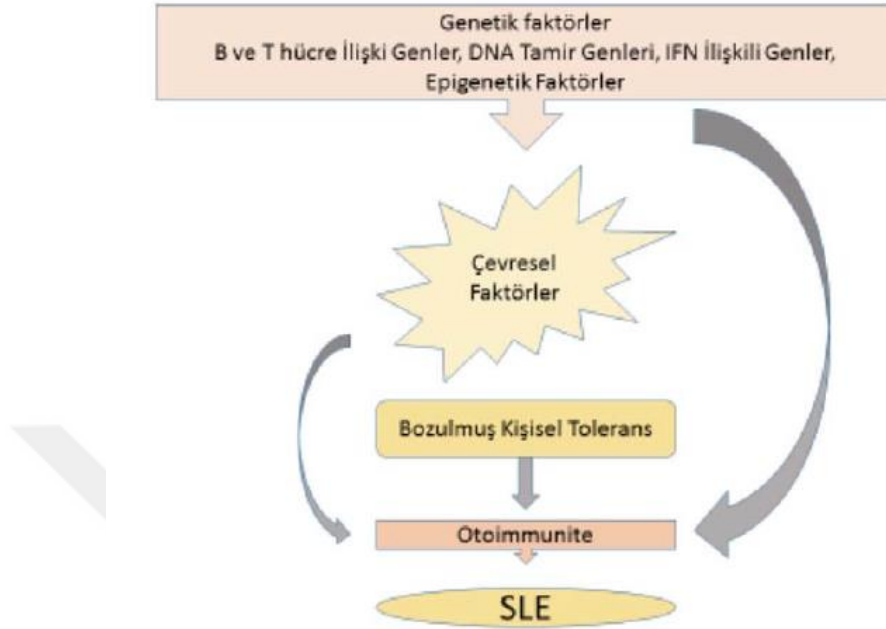 Genetik faktörler
B ve T hücre İlişki Genler, DNA Tamir Genleri, IFN İlişkili Genler,
Epigenetik Faktörler
Çevresel
Faktörler
Bozulmuş Kişisel Tolerans
Otoimmunite
SLE